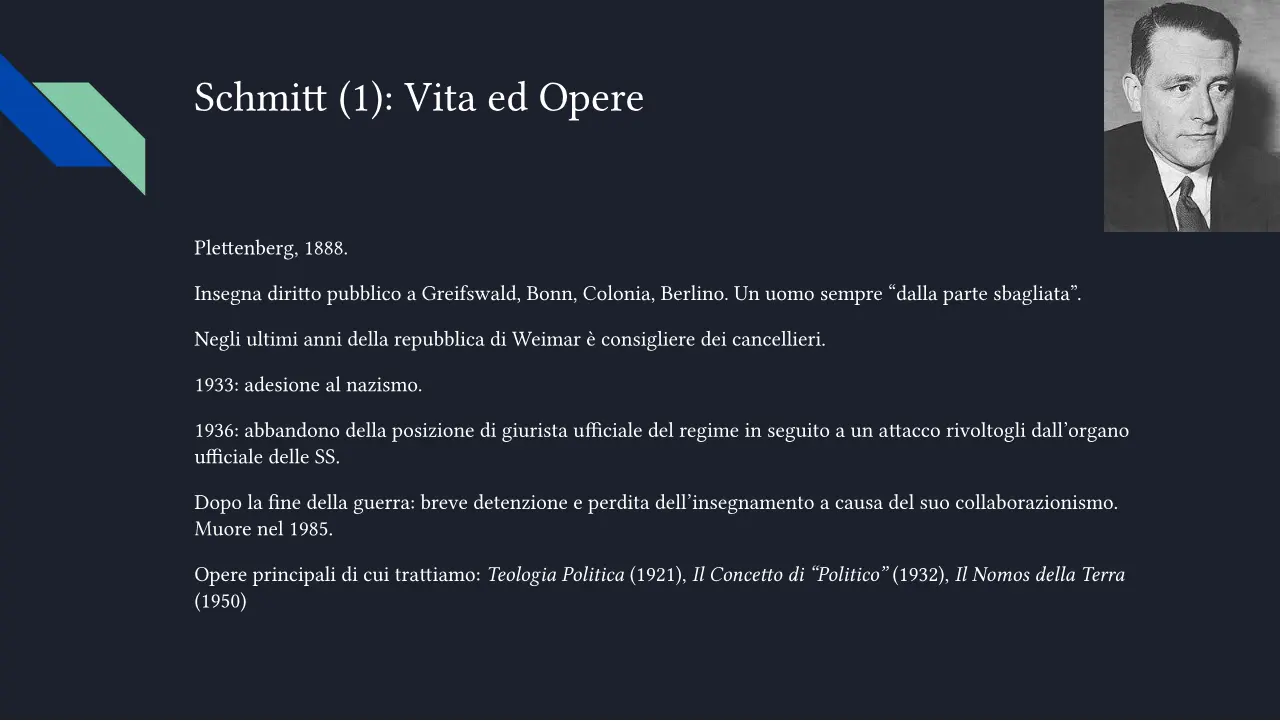 Schmitt (1): Vita ed Opere
Plettenberg, 1888.
Insegna diritto pubblico a Greifswald, Bonn, Colonia, Berlino. Un uomo sempre “dalla parte sbagliata”.
Negli ultimi anni della repubblica di Weimar è consigliere dei cancellieri.
1933: adesione al nazismo.
1936: abbandono della posizione di giurista ufficiale del regime in seguito a un attacco rivoltogli dall’organo
ufficiale delle SS.
Dopo la fine della guerra: breve detenzione e perdita dell’insegnamento a causa del suo collaborazionismo.
Muore nel 1985.
Opere principali di cui trattiamo: Teologia Politica (1921), Il Concetto di “Politico” (1932), Il Nomos della Terra
(1950)